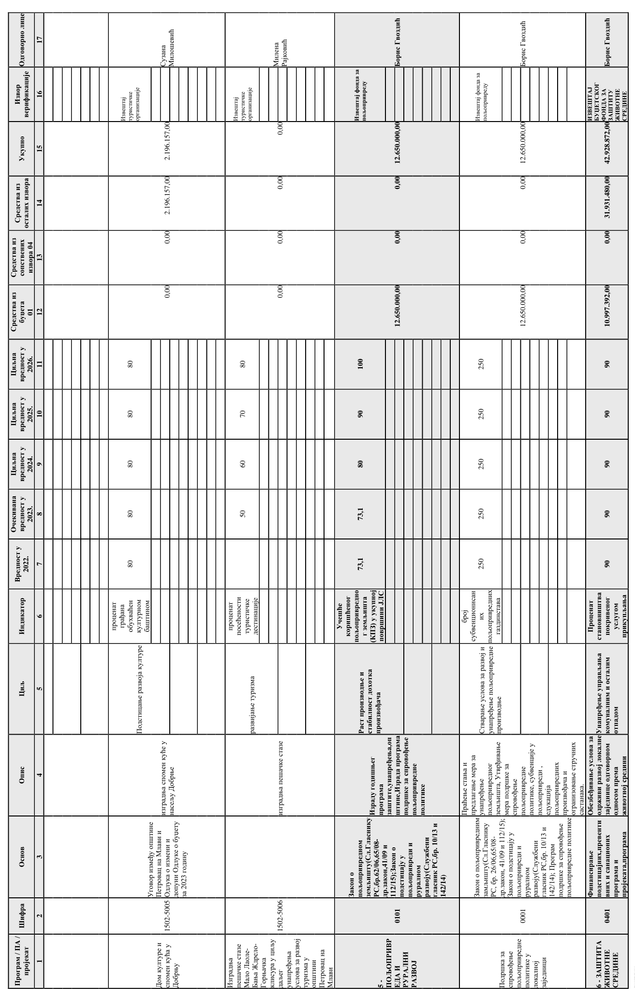 Програм / ПА /
пројекат
Шифра
Основ
Опис
Циљ
Индикатор
Вредност у
2022.
Очекивана
вредност у
2023.
Циљна
вредност у
2024.
Циљна
вредност у
2025.
Циљна
вредност у
2026.
Средства из
буџета
01
Средства из
сопствених
извора 04
Средства из
осталих извора
Укупно
Извор
верификације
Одговорно лице
1
2
3
4
5
6
7
8
9
10
11
12
13
14
15
16
17
Дом културе и
спомен кућа у
Добрњу
1502-5005
Уговор између општине
Петровац на Млави и
Одлука о измени и
допуни Одлуке о буџету
за 2023 годину
изградња спомен куће у
насељу Добрње
Подстицање развоја културе
проценат
грађана
обухваћен
културном
баштином
80
80
80
80
80
0,00
0,00
2.196.157,00
2.196.157,00
Извештај
туристичке
организације
Сузана
Милошевић
Изградња
пешачке стазе
Мало Лаоле-
Бања Ждрело-
Горњачка
клисура у циљу
даљег
унапређења
услова за развој
туризма у
општини
Петровац на
Млави
1502-5006
изградња пешачке стазе
развијање туризма
проценат
посећености
туристичке
дестинације
50
60
70
80
0,00
0,00
0,00
0,00
Извештај
туристичке
организације
Милена
Рајковић
5 -
ПОЉОПРИВР
ЕДА И
РУРАЛНИ
РАЗВОЈ
0101
Закон о
пољопривредном
земљишту(Сл.Гласнику
РС,бр.62/06,65/08-
др.закон,41/09 и
112/15);Закон о
подстицају у
пољопривреди и
руралном
развоју(Службени
гласник РС,бр. 10/13 и
142/14)
Израду годишњег
програма
заштите,унапређења,оп
штине,Израда програма
подршке за спровођење
пољопривредне
политике
Раст производње и
стабилност дохотка
произвођача
Учешће
коришћеног
пољопривредно
г земљишта
(КПЗ) у укупној
површини ЈЛС
73,1
73,1
80
90
100
12.650.000,00
0,00
0,00
12.650.000,00
Извештај фонда за
пољопривреду
Борис Гвоздић
Подршка за
спровођење
пољопривредне
политике у
локалној
заједници
0001
Закон о пољопривредним
замљишту(Сл.Гласнику
РС, бр. 26/06,65/08-
др.закон, 41/09 и 112/15);
Закон о подстицају у
пољопривреди и
руралном
развоју(Службени
гласник РС,бр. 10/13 и
142/14); Програм
подршке за спровођење
пољопривредне политике
Праћење стања и
предлагање мера за
унапређење
пољопривредног
земљишта, Утврђивање
мера подршке за
спровођење
пољопривредне
политике, субвенције у
пољопривреди ,
едукација
пољопривредних
произвођача и
огранизовање стручних
састанака.
Стварање услова за развој и
унапређење пољопривредне
производње
број
субвенционисан
их
пољопривредних
газдинстава
250
250
250
250
250
12.650.000,00
0,00
0,00
12.650.000,00
Извештај фонда за
пољопривреду
Борис Гвоздић
6 - ЗАШТИТА
ЖИВОТНЕ
СРЕДИНЕ
0401
Финансирање
подстицајних,превенти
вних и санационих
програма и
пројеката,програма
Обезбеђивање услова за
одрживи развој локалне
заједнице одговорном
односом према
животној средини
Унапређење управљања
комуналним и осталим
отпадом
Проценат
становништва
покривеног
услугом
прикупљања
90
90
90
90
90
10.997.392,00
0,00
31.931.480,00
42.928.872,00
ИЗВЕШТАЈ
БУЏЕТСКОГ
ФОНДА ЗА
ЗАШТИТУ
ЖИВОТНЕ
СРЕДИНЕ
Борис Гвоздић